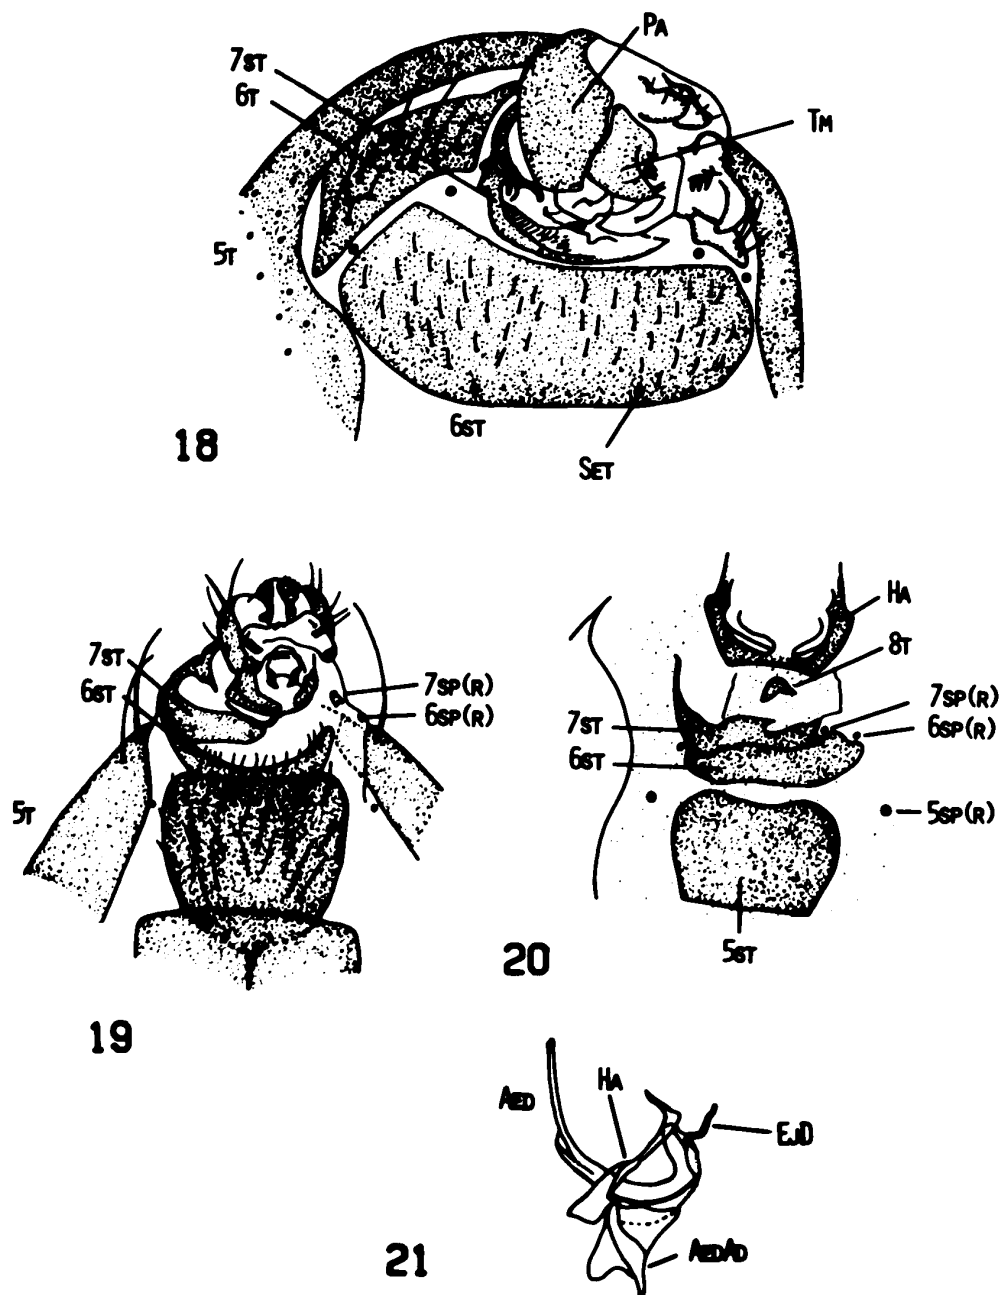 PA
7ST
6T
TM
5T
6ST
SET
18
7ST
6ST
7SP(R)
6SP(R)
5T
19
HA
8T
7SP(R)
7ST
6SP(R)
6ST
5SP(R)
5ST
20
AED
HA
EJD
AEDAD
21